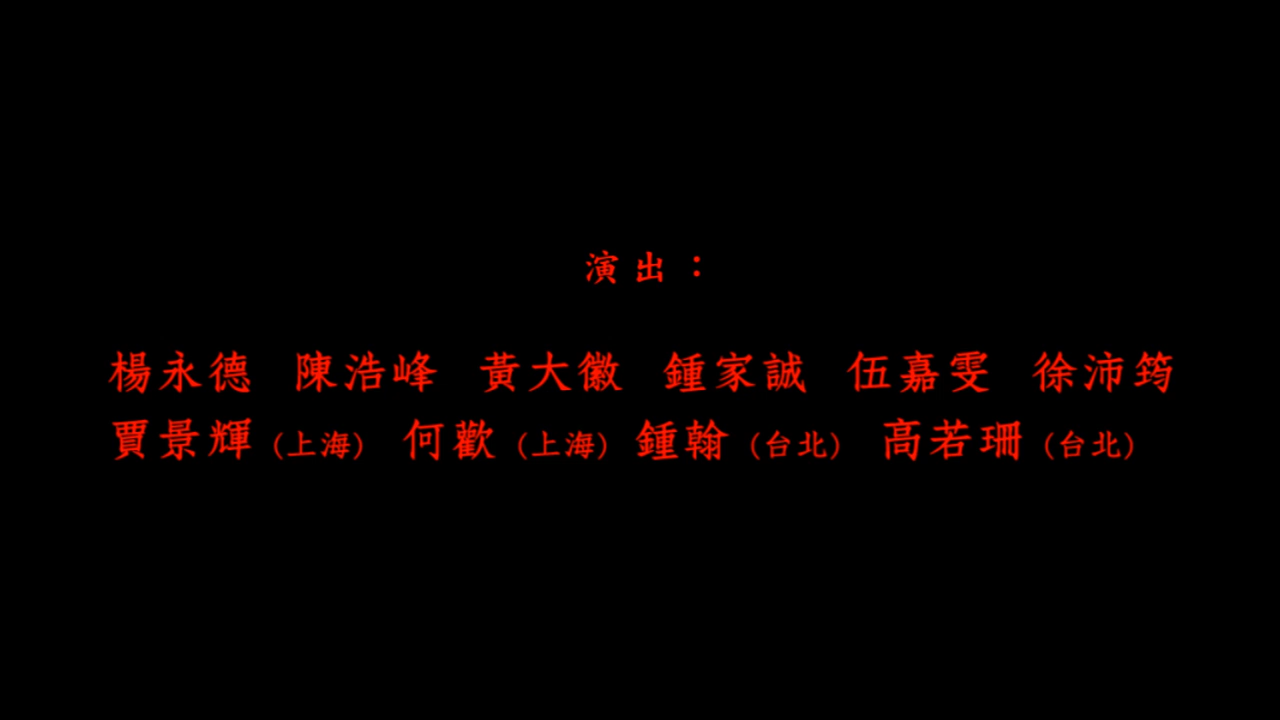 演出：
楊永德 陳浩峰 黃大徽 鍾家誠 伍嘉雯 徐沛筠
賈景輝（上海） 何歡（上海） 鍾翰（台北） 高若珊（台北）